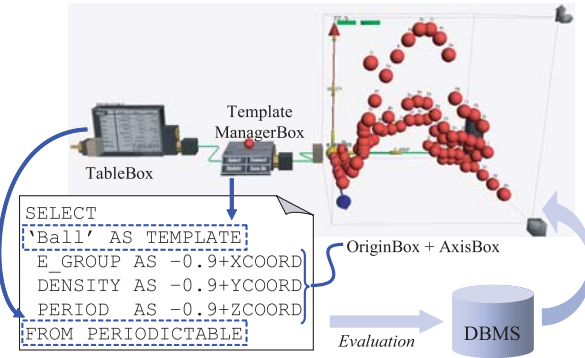 Template
ManagerBox
TableBox
SELECT
‘Ball’ AS TEMPLATE
E_GROUP AS –0.9+XCOORD
DENSITY AS –0.9+YCOORD
PERIOD AS –0.9+ZCOORD
FROM PERIODICTABLE
OriginBox + AxisBox
Evaluation
DBMS